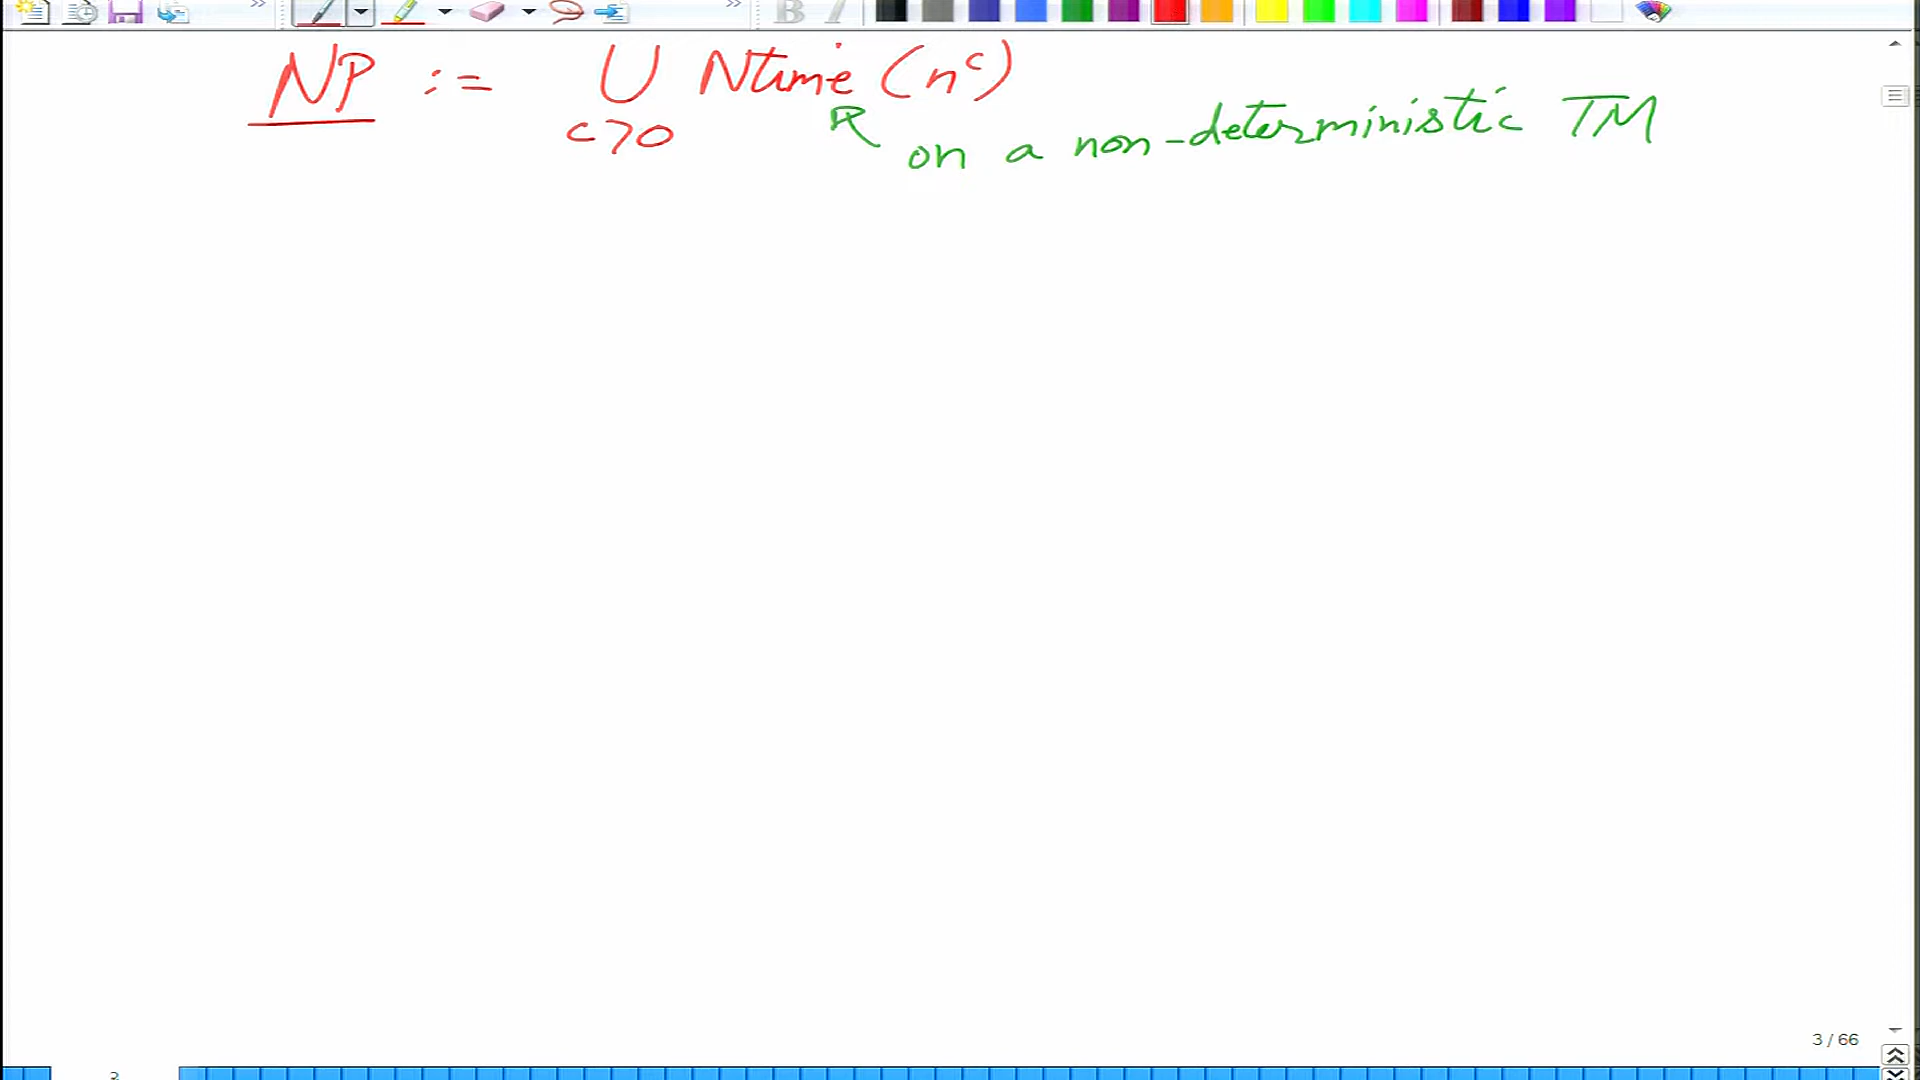 NP := ∪ Ntime (n^c)
c>0
on a non-deterministic TM
3 / 66